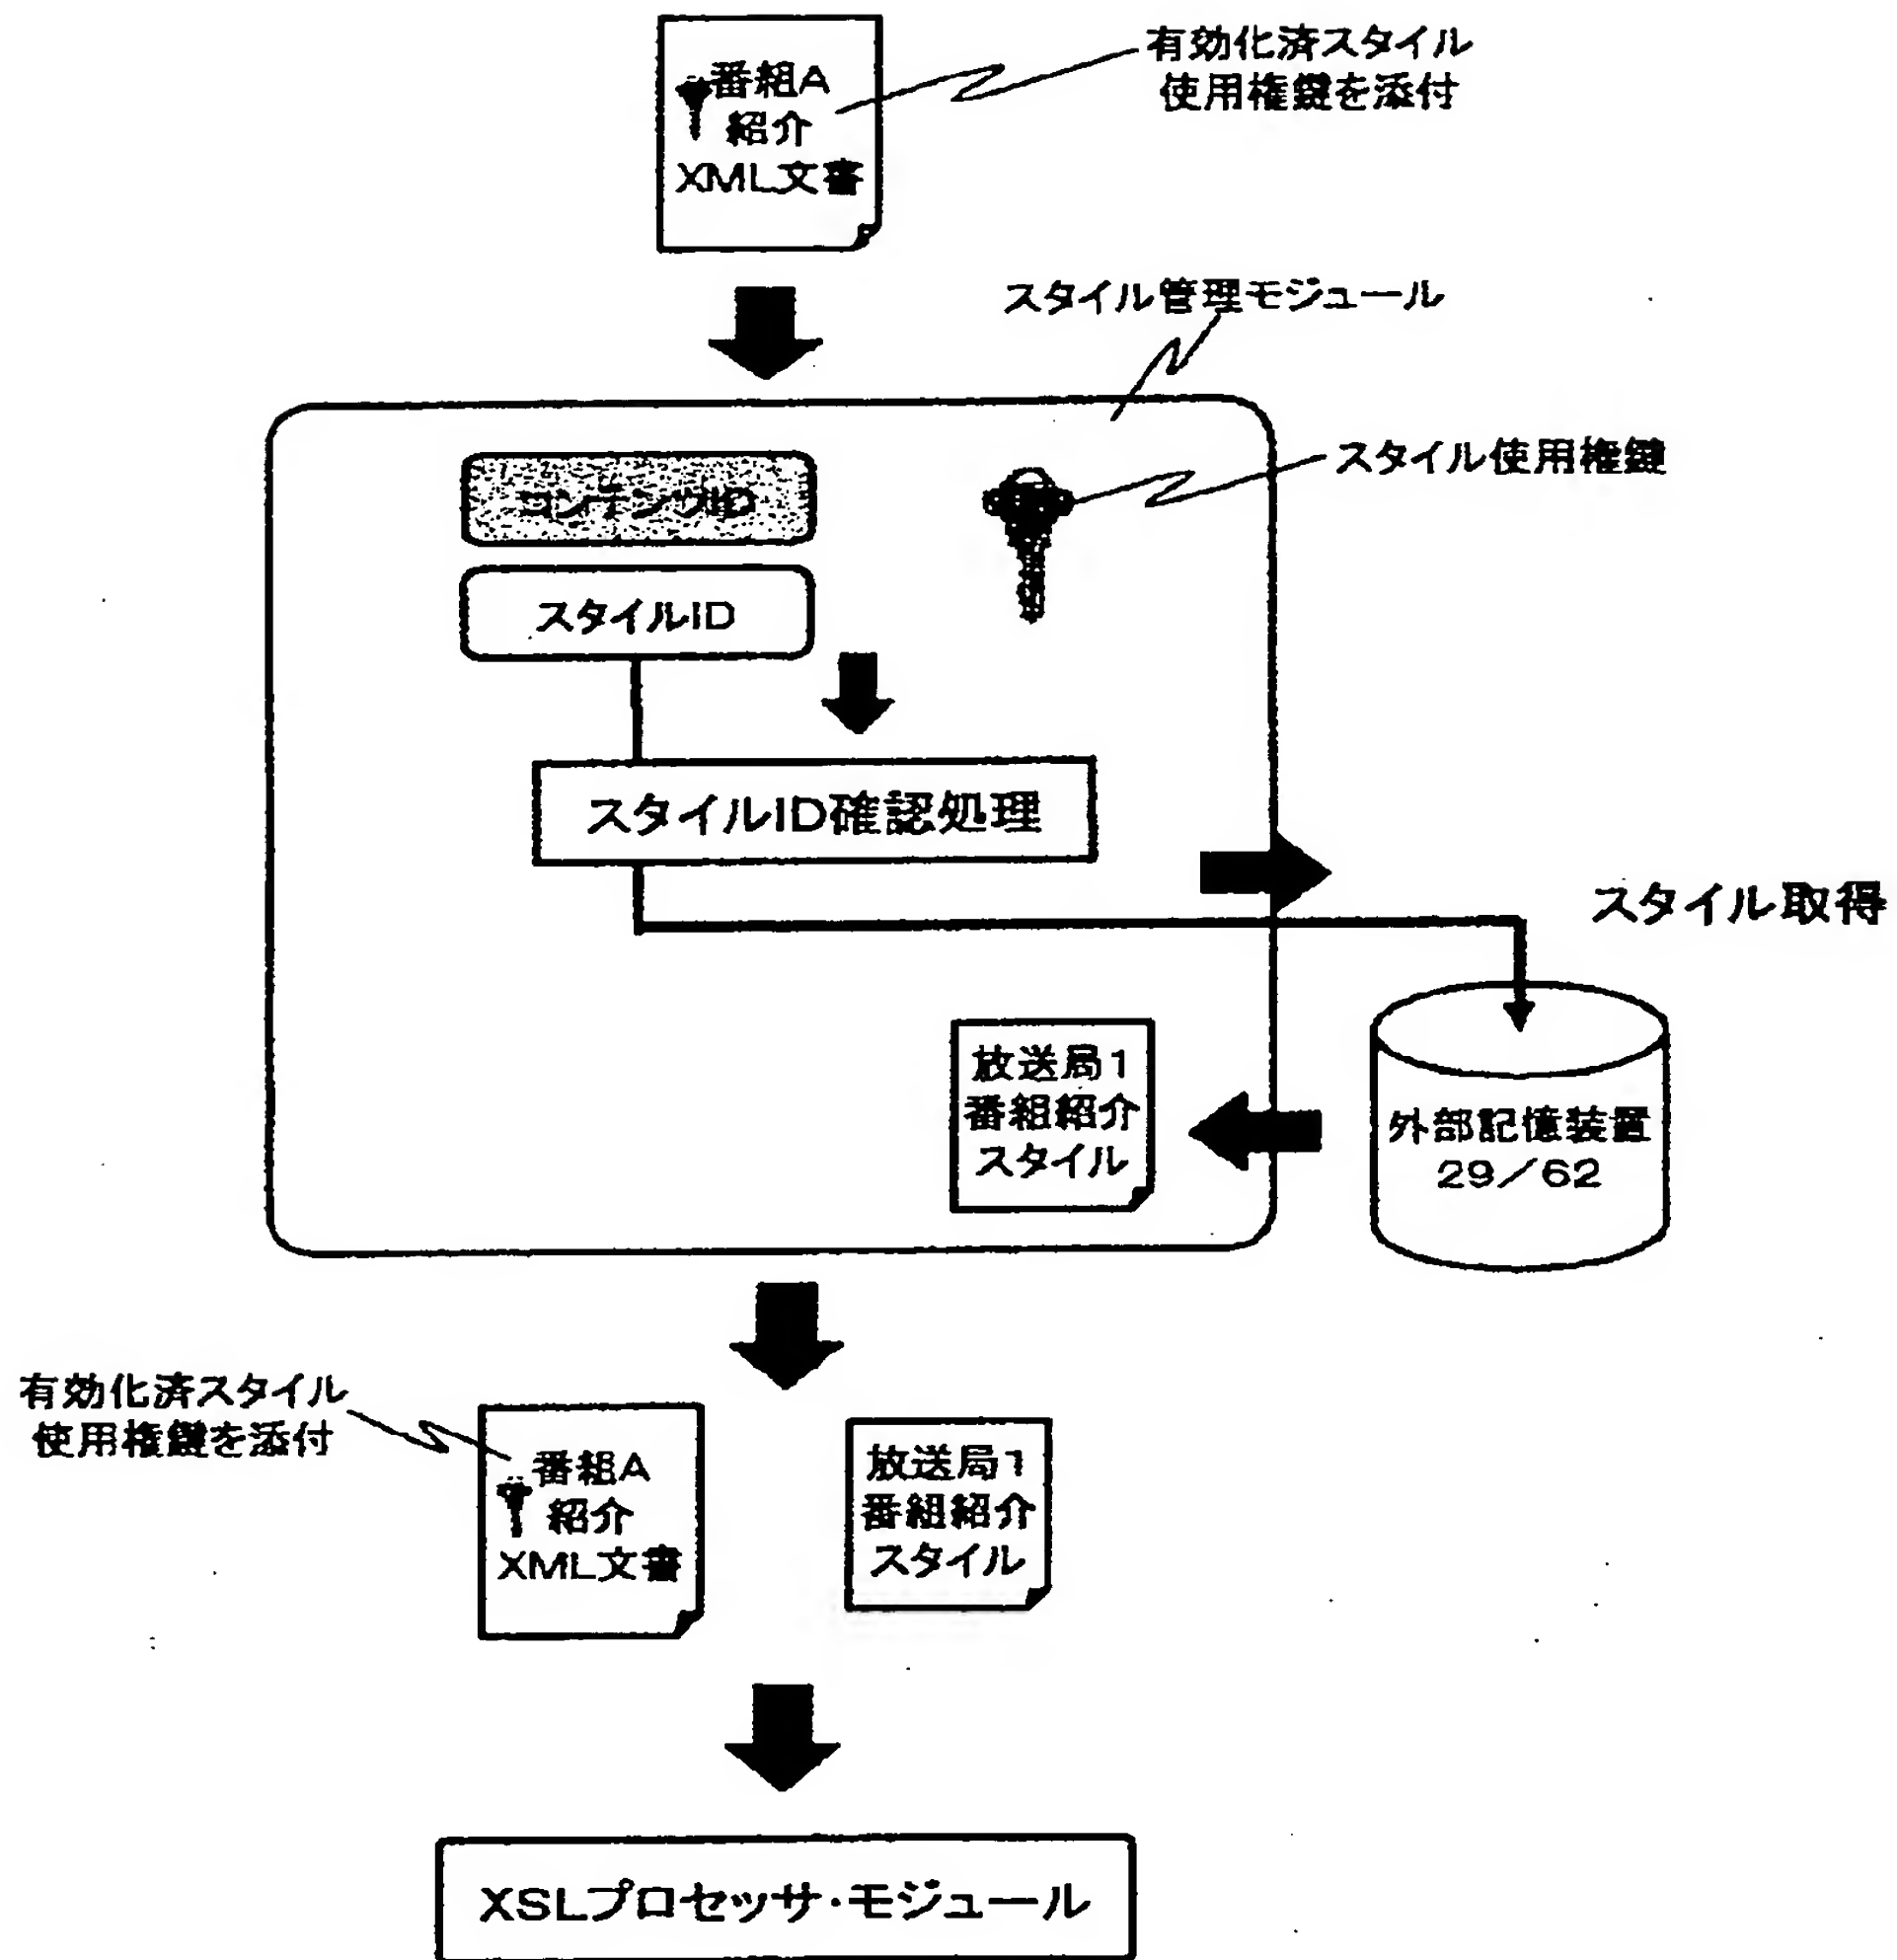 番組A
紹介
XML文書
有効化済スタイル
使用権鍵を添付
スタイル管理モジュール
スタイル使用権鍵
コンテンツID
スタイルID
スタイルID確認処理
スタイル取得
放送局1
番組紹介
スタイル
外部記憶装置
29／62
有効化済スタイル
使用権鍵を添付
番組A
紹介
XML文書
放送局1
番組紹介
スタイル
XSLプロセッサ・モジュール